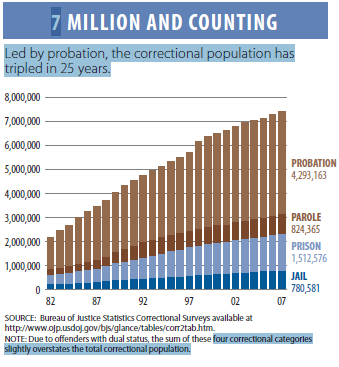 7 MILLION AND COUNTING
Led by probation, the correctional population has
tripled in 25 years.
8,000,000
7,000,000
6,000,000
5,000,000
4,000,000
3,000,000
2,000,000
1,000,000
0
82 87 92 97 02 07
PROBATION
4,293,163
PAROLE
824,365
PRISON
1,512,576
JAIL
780,581
SOURCE: Bureau of Justice Statistics Correctional Surveys available at
http://www.ojp.usdoj.gov/bjs/glance/tables/corr2tab.htm.
NOTE: Due to offenders with dual status, the sum of these four correctional categories
slightly overstates the total correctional population.